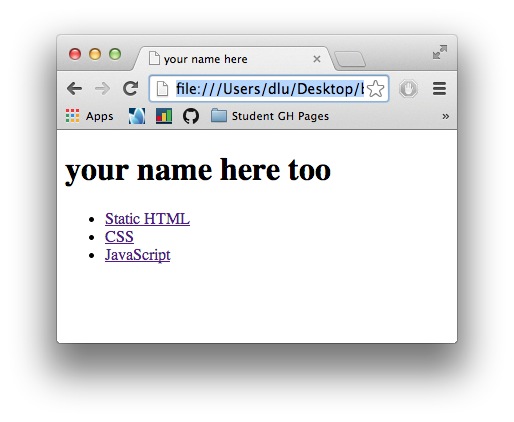 your name here
file:///Users/dlu/Desktop/
Apps
Student GH Pages
»
your name here too
• Static HTML
• CSS
• JavaScript